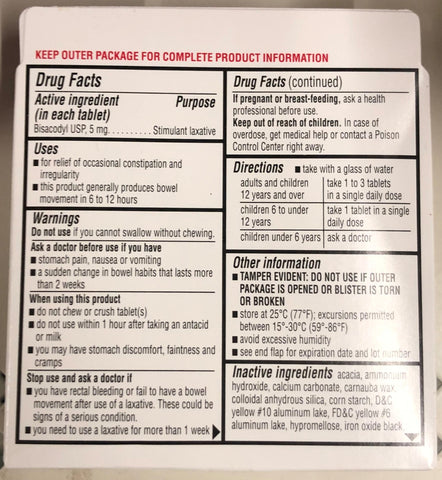 KEEP OUTER PACKAGE FOR COMPLETE PRODUCT INFORMATION
Drug Facts
Active ingredient Purpose
(in each tablet)
Bisacodyl USP, 5 mg. . . . . . . . . . Stimulant laxative
Uses
■ for relief of occasional constipation and
irregularity
■ this product generally produces bowel
movement in 6 to 12 hours
Warnings
Do not use if you cannot swallow without chewing.
Ask a doctor before use if you have
■ stomach pain, nausea or vomiting
■ a sudden change in bowel habits that lasts more
than 2 weeks
When using this product
■ do not chew or crush tablet(s)
■ do not use within 1 hour after taking an antacid
or milk
■ you may have stomach discomfort, faintness and
cramps
Stop use and ask a doctor if
■ you have rectal bleeding or fail to have a bowel
movement after use of a laxative. These could be
signs of a serious condition.
■ you need to use a laxative for more than 1 week
Drug Facts (continued)
If pregnant or breast-feeding, ask a health
professional before use.
Keep out of reach of children. In case of
overdose, get medical help or contact a Poison
Control Center right away.
Directions ■ take with a glass of water
adults and children take 1 to 3 tablets
12 years and over in a single daily dose
children 6 to under take 1 tablet in a single
12 years daily dose
children under 6 years ask a doctor
Other information
■ TAMPER EVIDENT: DO NOT USE IF OUTER
PACKAGE IS OPENED OR BLISTER IS TORN
OR BROKEN
■ store at 25°C (77°F); excursions permitted
between 15°-30°C (59°-86°F)
■ avoid excessive humidity
■ see end flap for expiration date and lot number
Inactive ingredients acacia, ammonium
hydroxide, calcium carbonate, carnauba wax,
colloidal anhydrous silica, corn starch, D&C
yellow #10 aluminum lake, FD&C yellow #6
aluminum lake, hypromellose, iron oxide black,